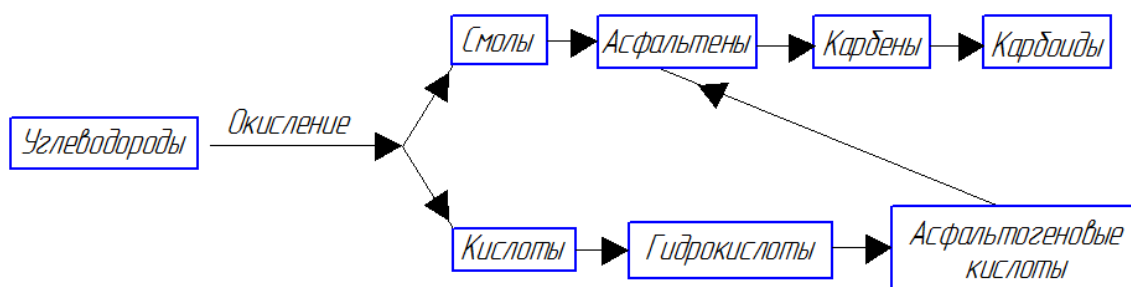 Смолы
Асфальтены
Карбены
Карбоиды
Углеводороды
Окисление
Кислоты
Гидрокислоты
Асфальтогеновые
кислоты